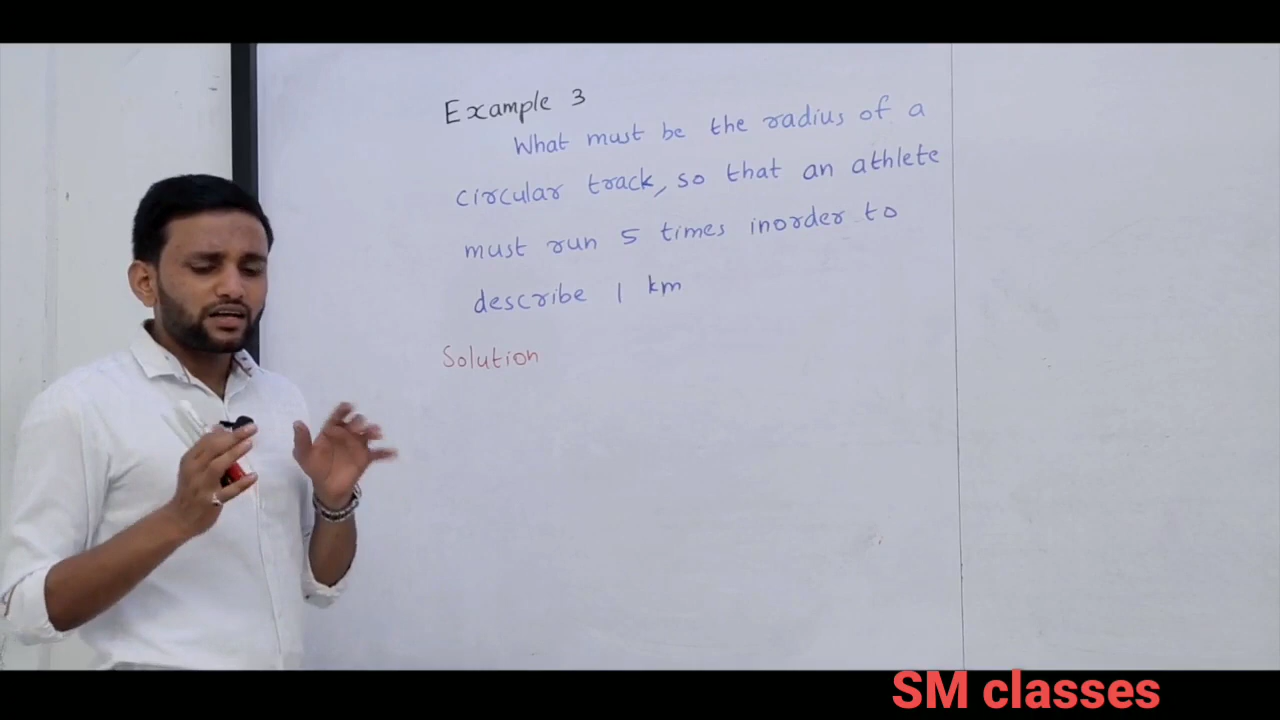 Example 3
What must be the radius of a
circular track, so that an athlete
must run 5 times inorder to
describe 1 km
Solution
SM classes